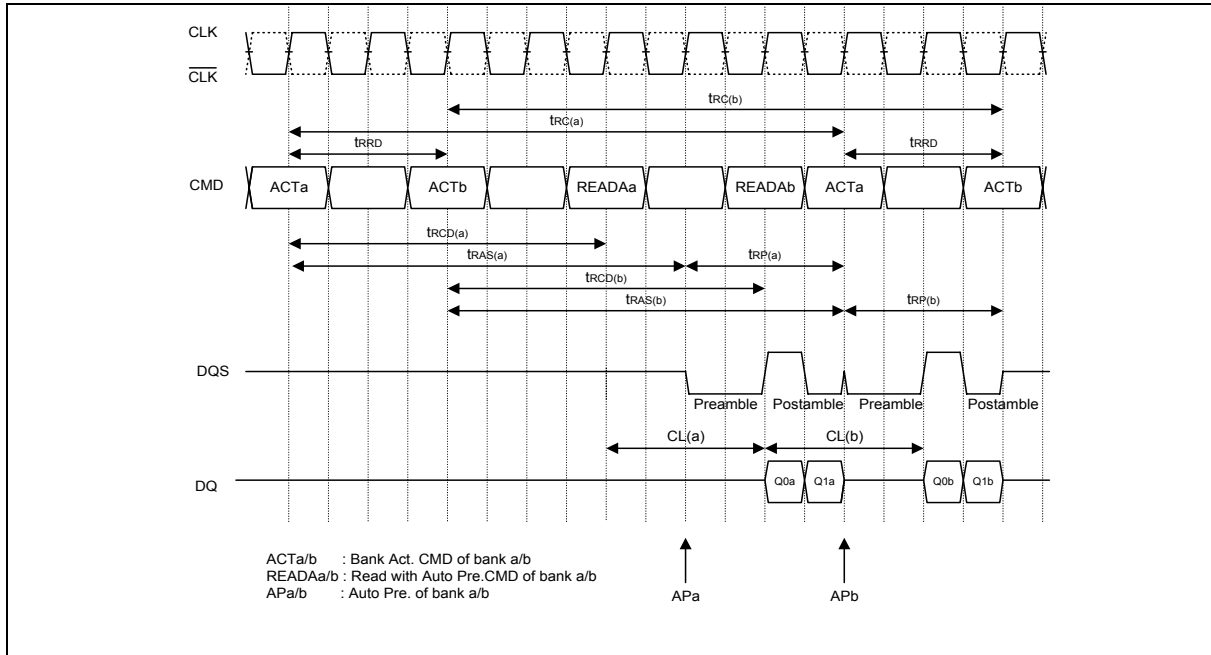 CLK
CLK
tRC(b)
tRC(a)
tRRD tRRD
CMD ACTa ACTb READAa READAb ACTa ACTb
tRCD(a)
tRAS(a) tRP(a)
tRCD(b)
tRAS(b) tRP(b)
DQS
Preamble Postamble Preamble Postamble
CL(a) CL(b)
DQ Q0a Q1a Q0b Q1b
ACTa/b : Bank Act. CMD of bank a/b
READAa/b : Read with Auto Pre.CMD of bank a/b
APa/b : Auto Pre. of bank a/b
APa APb